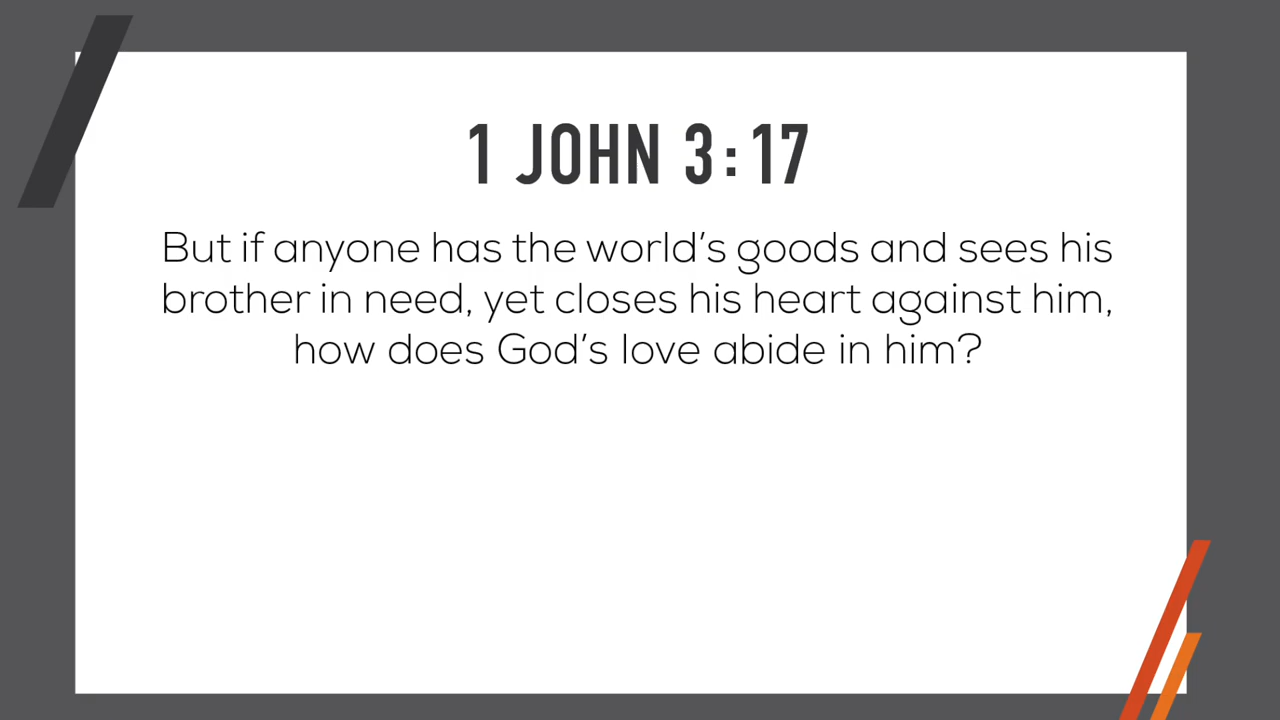 1 JOHN 3:17
But if anyone has the world's goods and sees his
brother in need, yet closes his heart against him,
how does God's love abide in him?